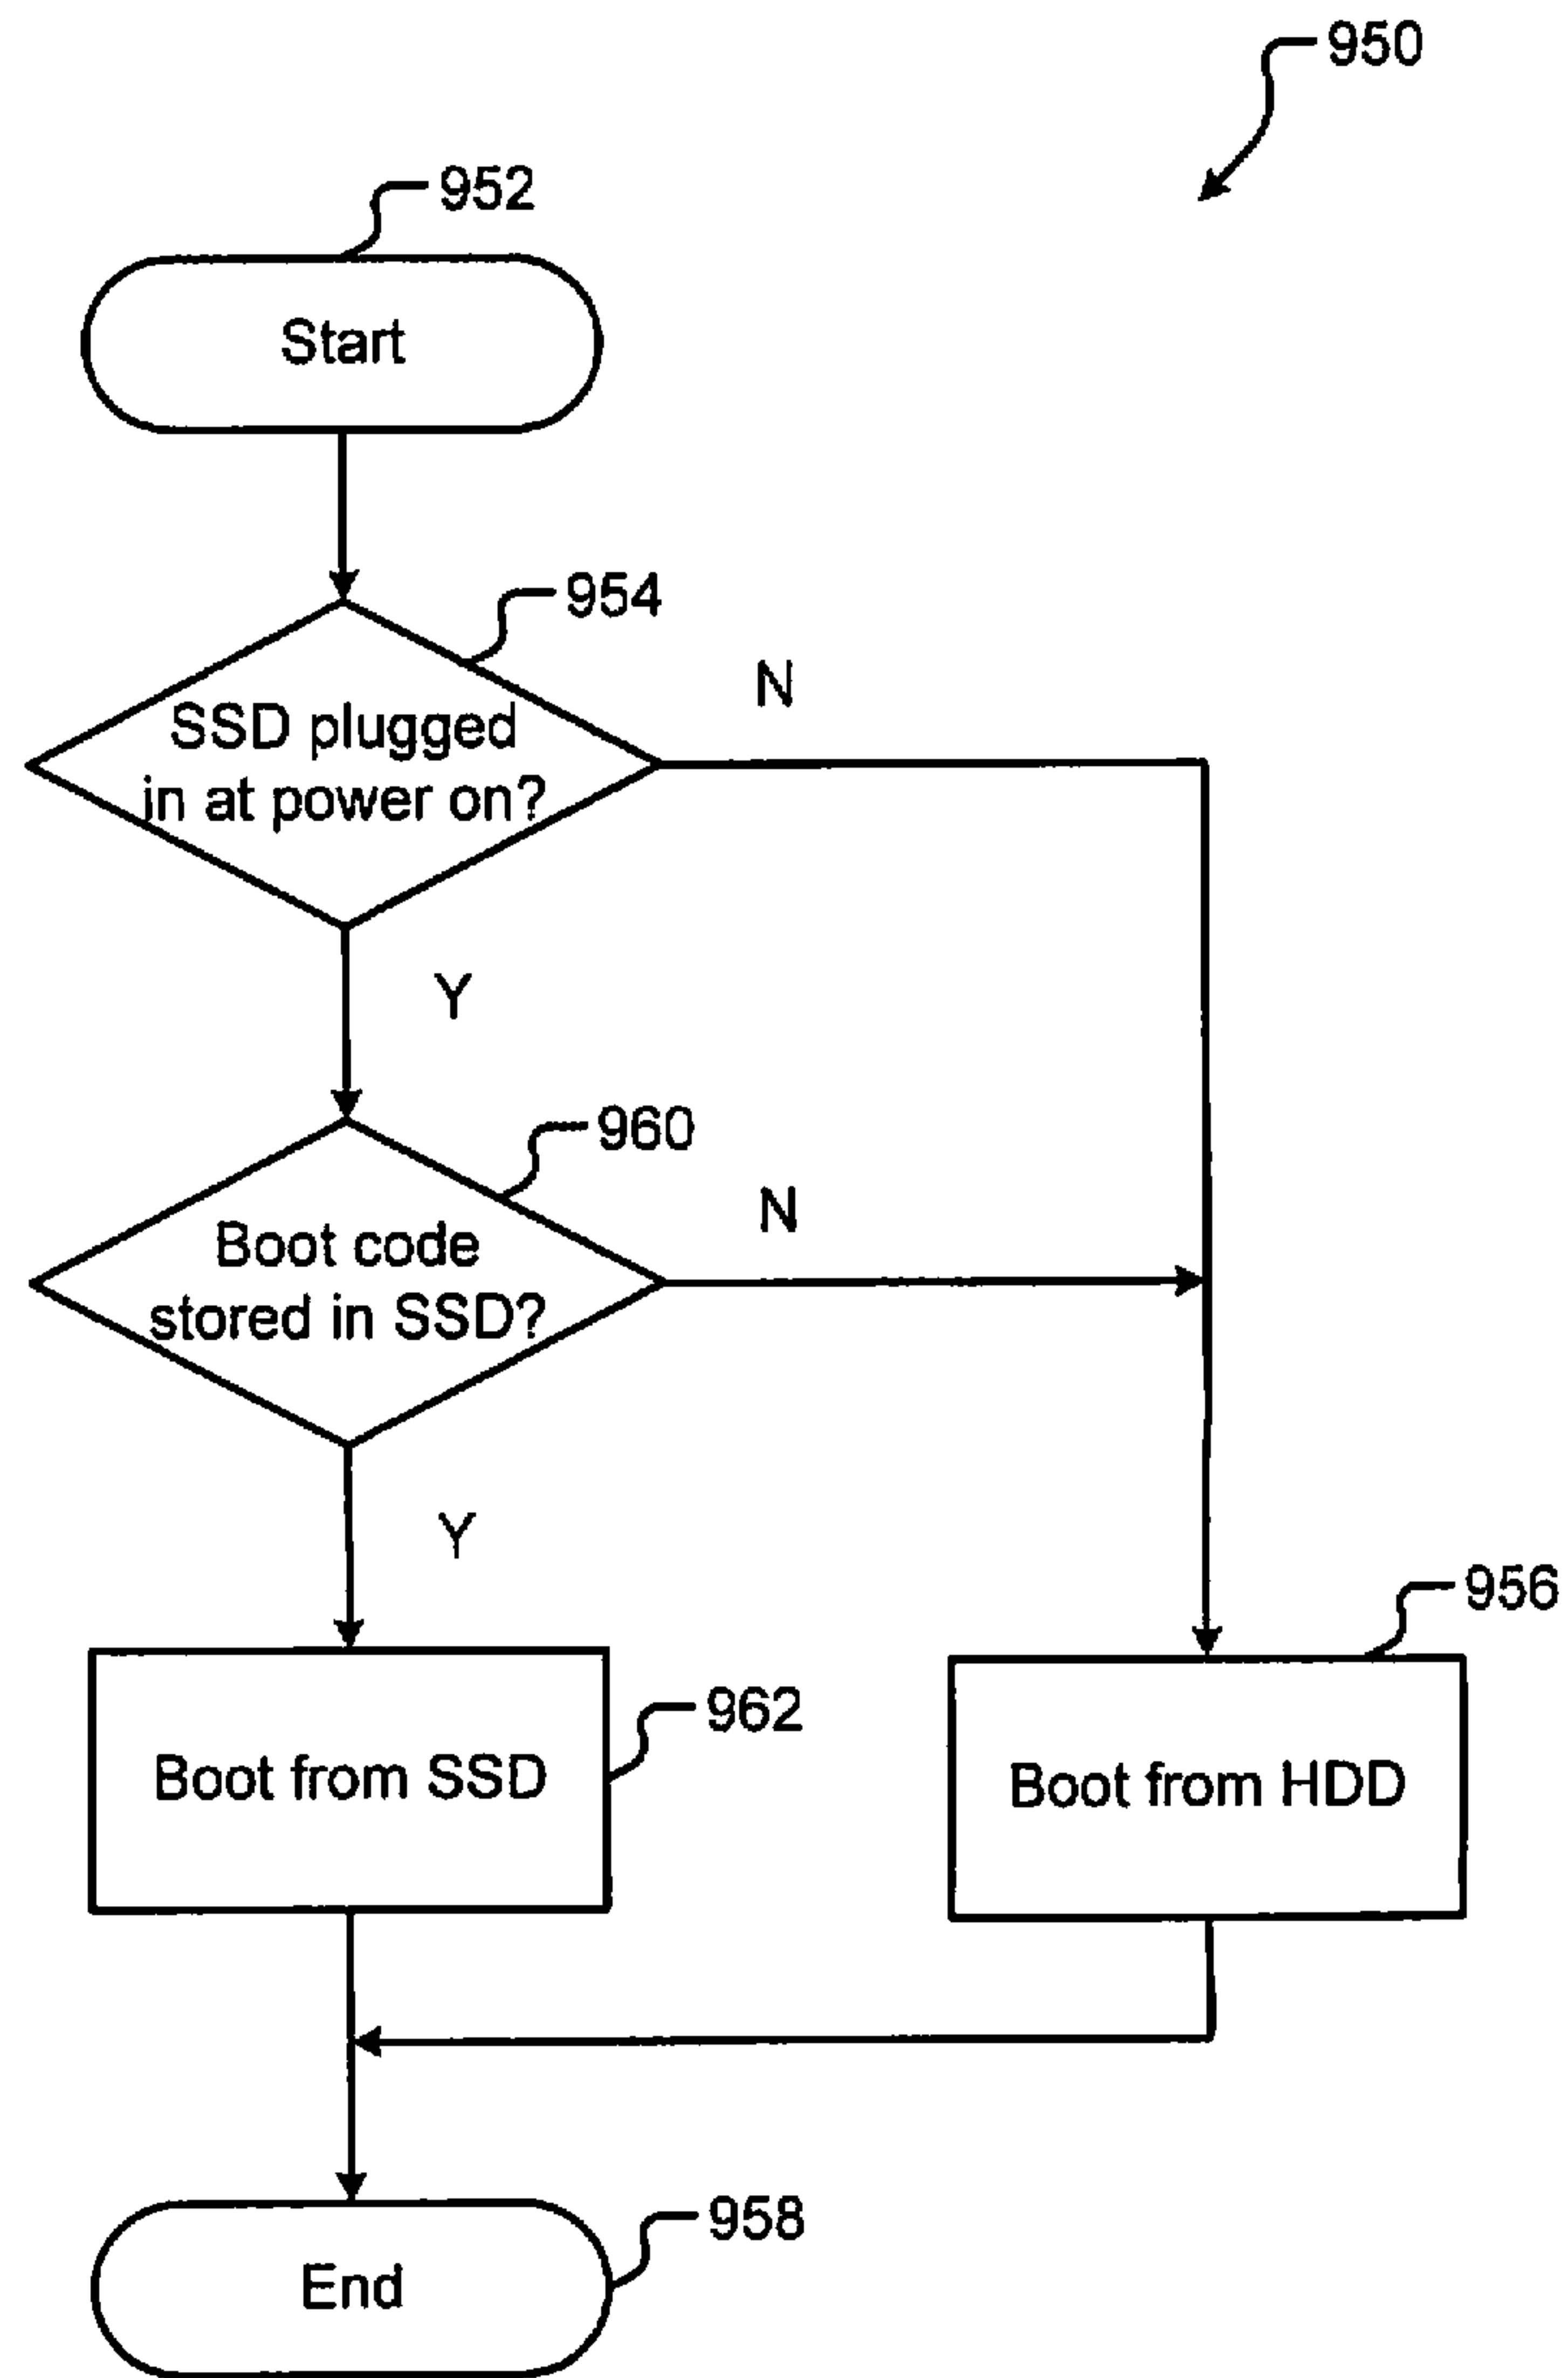 950
952
Start
954
SSD plugged
in at power on?
N
Y
960
Boot code
stored in SSD?
N
Y
962
Boot from SSD
956
Boot from HDD
958
End